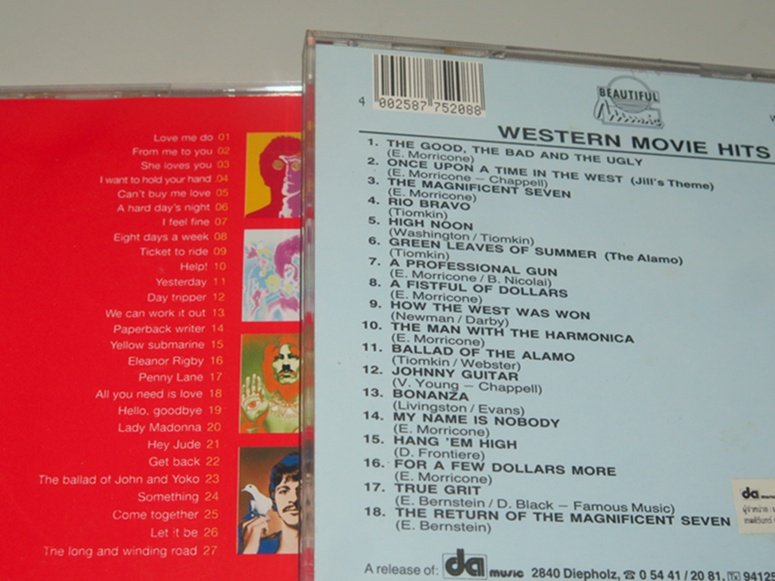 Love me do 01
From me to you 02
She loves you 03
I want to hold your hand 04
Can't buy me love 05
A hard day's night 06
I feel fine 07
Eight days a week 08
Ticket to ride 09
Help! 10
Yesterday 11
Day tripper 12
We can work it out 13
Paperback writer 14
Yellow submarine 15
Eleanor Rigby 16
Penny Lane 17
All you need is love 18
Hello, goodbye 19
Lady Madonna 20
Hey Jude 21
Get back 22
The ballad of John and Yoko 23
Something 24
Come together 25
Let it be 26
The long and winding road 27
4 002587 752088
BEAUTIFUL
Music
WESTERN MOVIE HITS
1. THE GOOD, THE BAD AND THE UGLY
(E. Morricone)
2. ONCE UPON A TIME IN THE WEST (Jill's Theme)
(E. Morricone – Chappell)
3. THE MAGNIFICENT SEVEN
(E. Morricone)
4. RIO BRAVO
(Tiomkin)
5. HIGH NOON
(Washington / Tiomkin)
6. GREEN LEAVES OF SUMMER (The Alamo)
(Tiomkin)
7. A PROFESSIONAL GUN
(E. Morricone / B. Nicolai)
8. A FISTFUL OF DOLLARS
(E. Morricone)
9. HOW THE WEST WAS WON
(Newman / Darby)
10. THE MAN WITH THE HARMONICA
(E. Morricone)
11. BALLAD OF THE ALAMO
(Tiomkin / Webster)
12. JOHNNY GUITAR
(V. Young – Chappell)
13. BONANZA
(Livingston / Evans)
14. MY NAME IS NOBODY
(E. Morricone)
15. HANG 'EM HIGH
(D. Frontiere)
16. FOR A FEW DOLLARS MORE
(E. Morricone)
17. TRUE GRIT
(E. Bernstein / D. Black – Famous Music)
18. THE RETURN OF THE MAGNIFICENT SEVEN
(E. Bernstein)
da music
A release of: da music 2840 Diepholz, ☎ 0 54 41 / 20 81, 94125